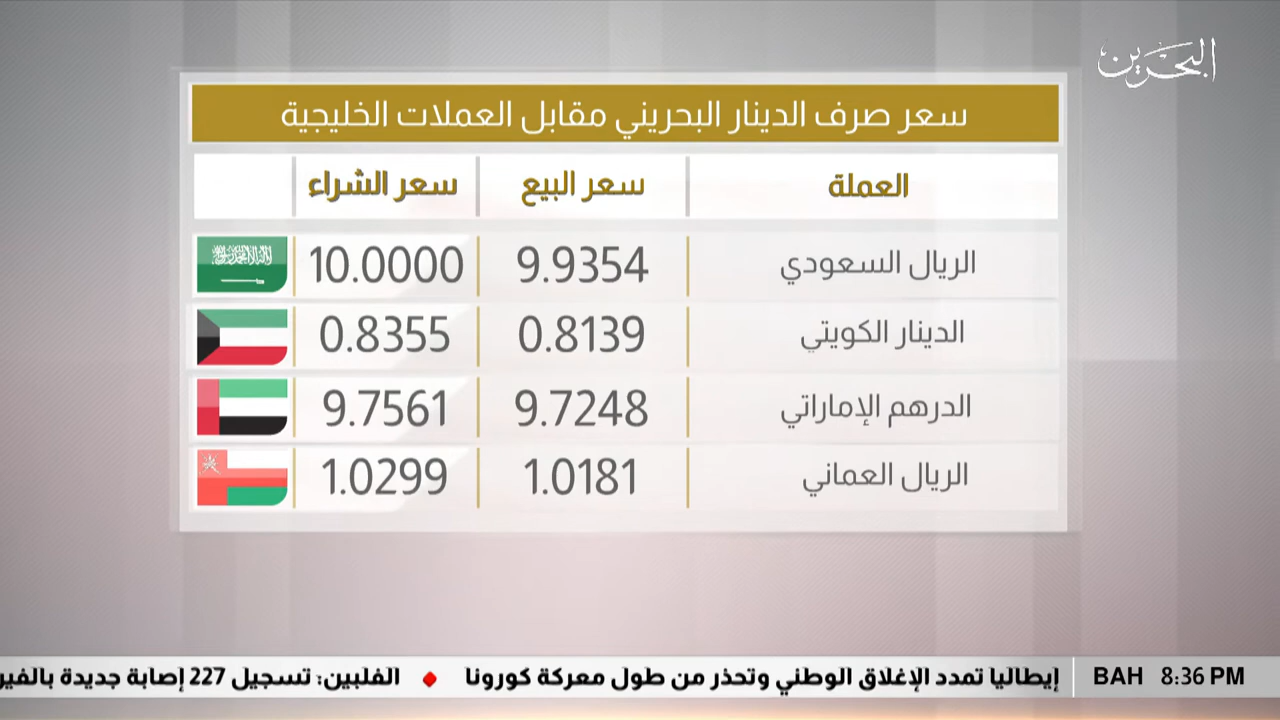 البحرين
سعر صرف الدينار البحريني مقابل العملات الخليجية
العملة سعر البيع سعر الشراء
الريال السعودي 9.9354 10.0000
الدينار الكويتي 0.8139 0.8355
الدرهم الإماراتي 9.7248 9.7561
الريال العماني 1.0181 1.0299
BAH 8:36 PM
إيطاليا تمدد الإغلاق الوطني وتحذر من طول معركة كورونا ♦ الفلبين: تسجيل 227 إصابة جديدة